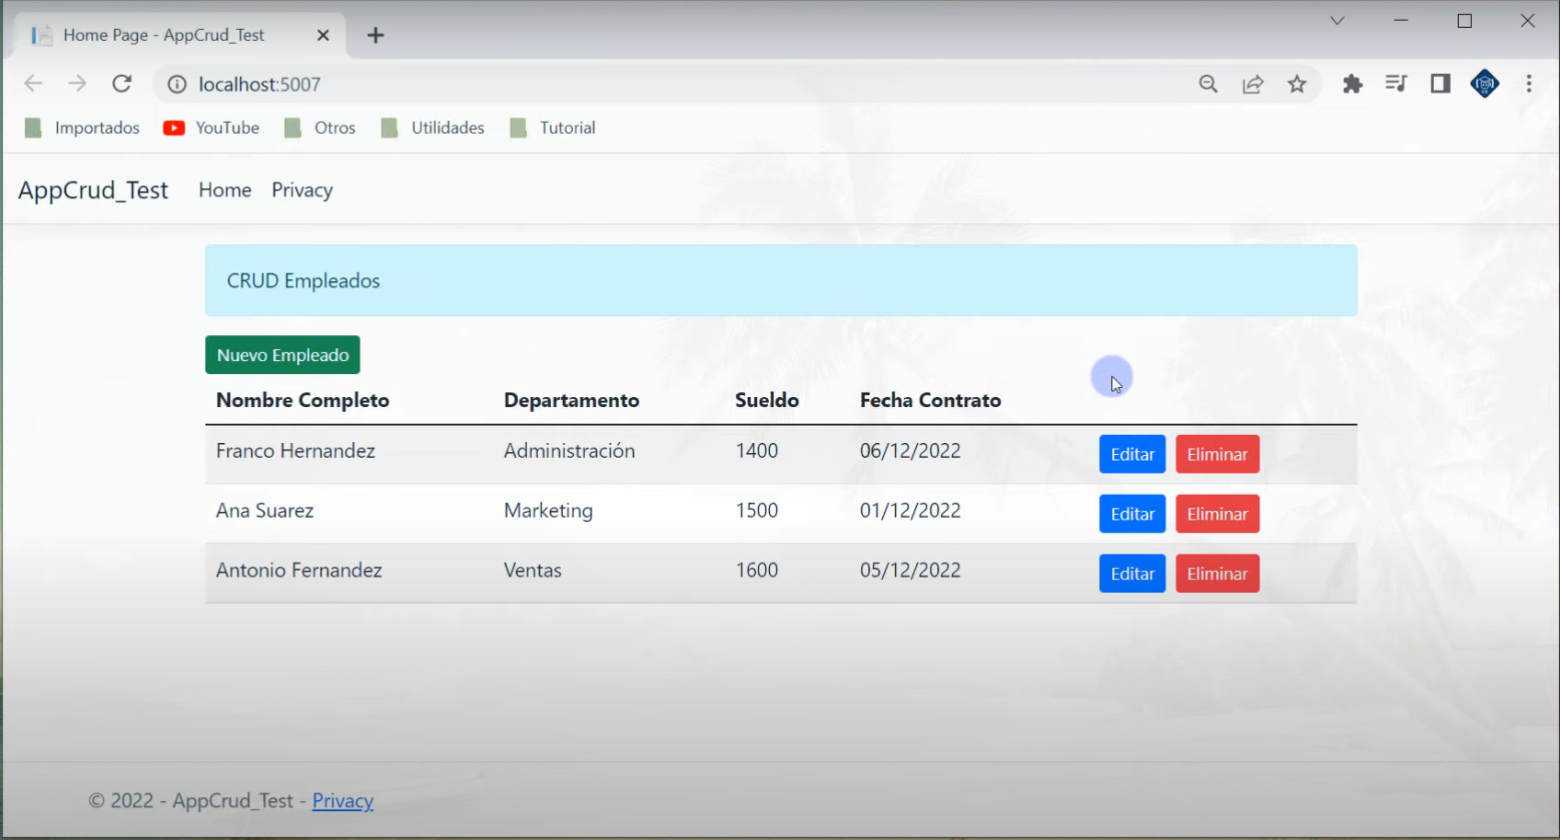 Home Page - AppCrud_Test
localhost:5007
Importados YouTube Otros Utilidades Tutorial
AppCrud_Test Home Privacy
CRUD Empleados
Nuevo Empleado
Nombre Completo Departamento Sueldo Fecha Contrato
Franco Hernandez Administración 1400 06/12/2022 Editar Eliminar
Ana Suarez Marketing 1500 01/12/2022 Editar Eliminar
Antonio Fernandez Ventas 1600 05/12/2022 Editar Eliminar
© 2022 - AppCrud_Test - Privacy